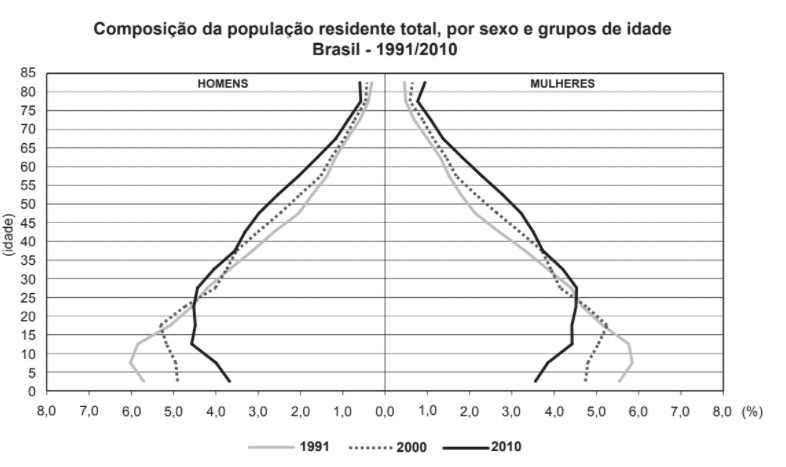 Composição da população residente total, por sexo e grupos de idade
Brasil - 1991/2010
HOMENS
MULHERES
85
80
75
70
65
60
55
50
45
40
35
30
25
20
15
10
5
0
(idade)
8,0 7,0 6,0 5,0 4,0 3,0 2,0 1,0 0,0 1,0 2,0 3,0 4,0 5,0 6,0 7,0 8,0 (%)
1991 2000 2010